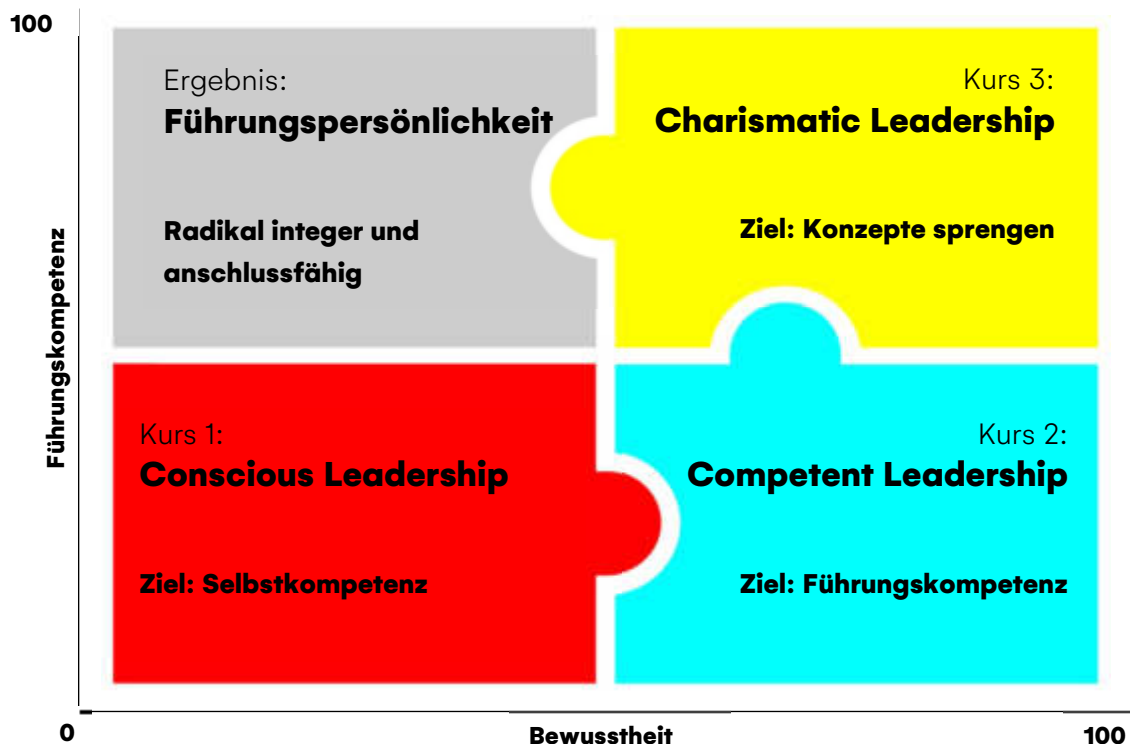 100
Ergebnis:
Führungspersönlichkeit
Radikal integer und
anschlussfähig
Kurs 3:
Charismatic Leadership
Ziel: Konzepte sprengen
Führungskompetenz
Kurs 1:
Conscious Leadership
Ziel: Selbstkompetenz
Kurs 2:
Competent Leadership
Ziel: Führungskompetenz
0
Bewusstheit
100